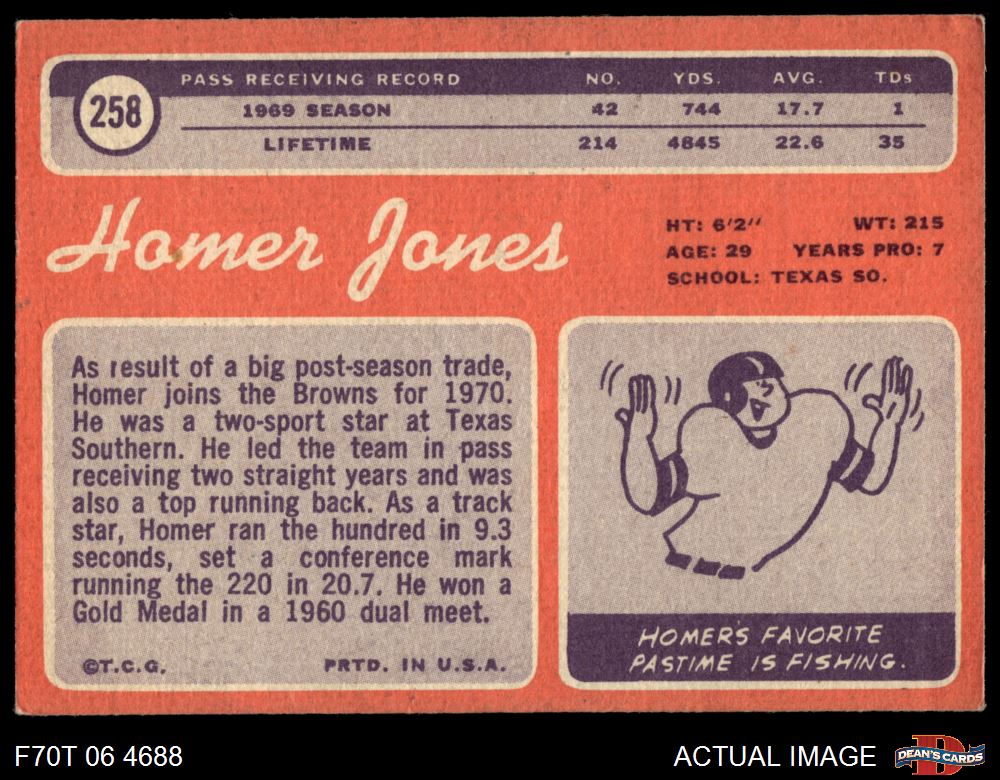 258
PASS RECEIVING RECORD NO. YDS. AVG. TDs
1969 SEASON 42 744 17.7 1
LIFETIME 214 4845 22.6 35
Homer Jones
HT: 6'2" WT: 215
AGE: 29 YEARS PRO: 7
SCHOOL: TEXAS SO.
As result of a big post-season trade,
Homer joins the Browns for 1970.
He was a two-sport star at Texas
Southern. He led the team in pass
receiving two straight years and was
also a top running back. As a track
star, Homer ran the hundred in 9.3
seconds, set a conference mark
running the 220 in 20.7. He won a
Gold Medal in a 1960 dual meet.
©T.C.G. PRTD. IN U.S.A.
HOMER'S FAVORITE
PASTIME IS FISHING.
F70T 06 4688
ACTUAL IMAGE
D
DEAN'S CARDS